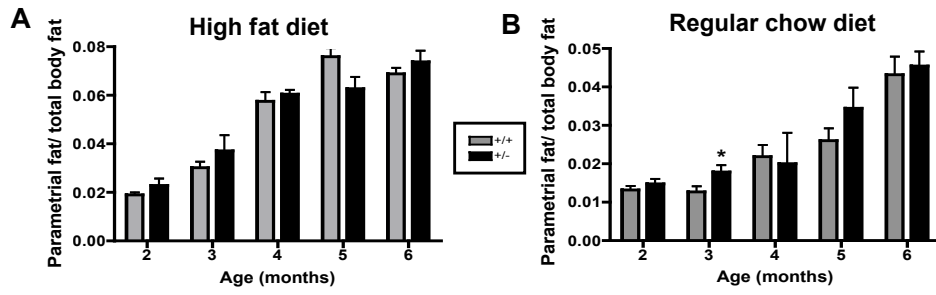 A
High fat diet
Parametrial fat/ total body fat
0.08
0.06
0.04
0.02
0.00
2 3 4 5 6
Age (months)
+/+
+/-
B
Regular chow diet
Parametrial fat/ total body fat
0.05
0.04
0.03
0.02
0.01
0.00
*
2 3 4 5 6
Age (months)